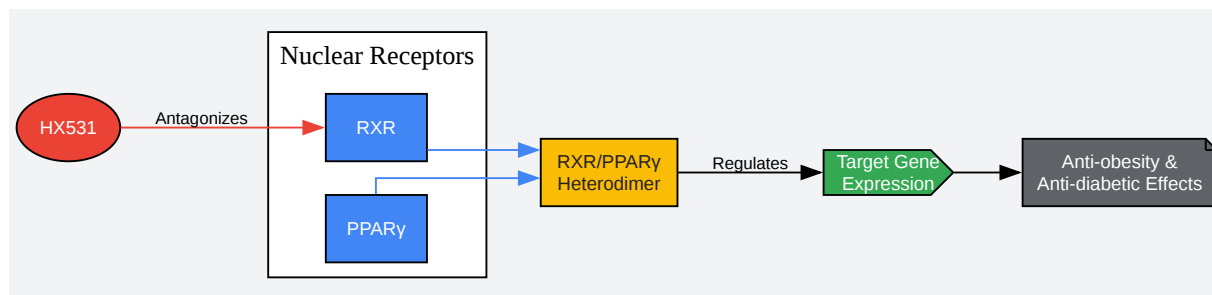 Nuclear Receptors
HX531
Antagonizes
RXR
PPARγ
RXR/PPARγ
Heterodimer
Regulates
Target Gene
Expression
Anti-obesity &
Anti-diabetic Effects